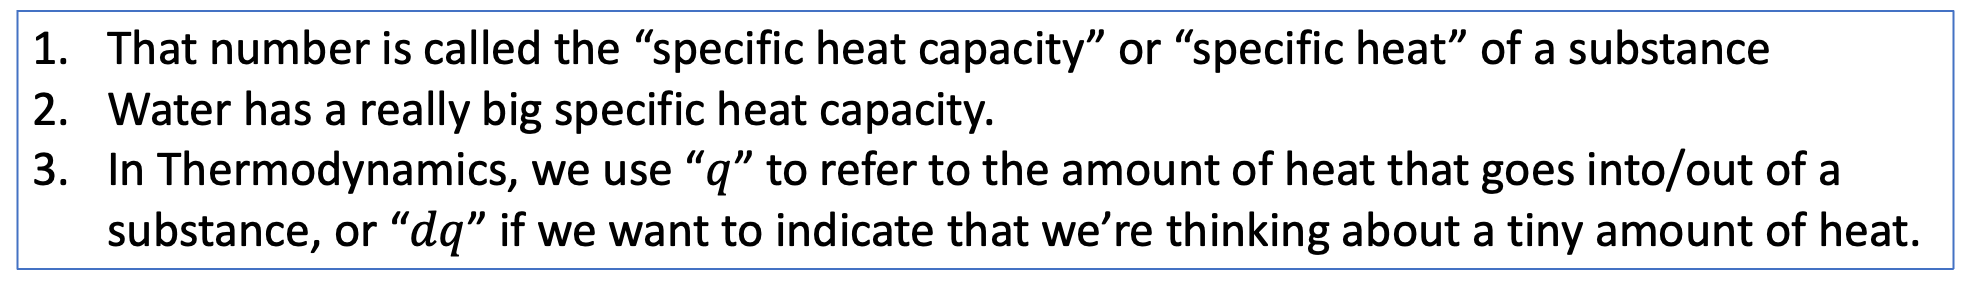 1. That number is called the “specific heat capacity” or “specific heat” of a substance
2. Water has a really big specific heat capacity.
3. In Thermodynamics, we use “q” to refer to the amount of heat that goes into/out of a
substance, or “dq” if we want to indicate that we’re thinking about a tiny amount of heat.